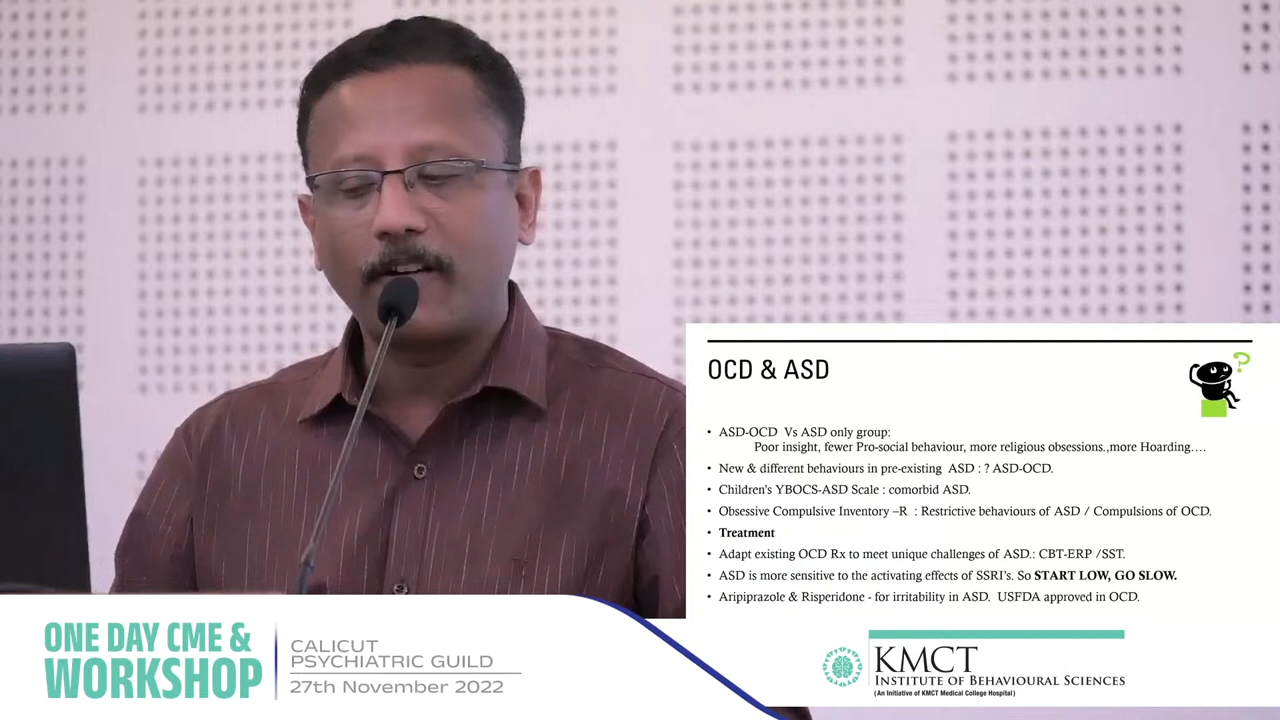 OCD & ASD
?
• ASD-OCD Vs ASD only group:
Poor insight, fewer Pro-social behaviour, more religious obsessions.,more Hoarding….
• New & different behaviours in pre-existing ASD : ? ASD-OCD.
• Children's YBOCS-ASD Scale : comorbid ASD.
• Obsessive Compulsive Inventory –R : Restrictive behaviours of ASD / Compulsions of OCD.
• Treatment
• Adapt existing OCD Rx to meet unique challenges of ASD.: CBT-ERP /SST.
• ASD is more sensitive to the activating effects of SSRI's. So START LOW, GO SLOW.
• Aripiprazole & Risperidone - for irritability in ASD. USFDA approved in OCD.
ONE DAY CME &
WORKSHOP
CALICUT
PSYCHIATRIC GUILD
27th November 2022
KMCT
INSTITUTE OF BEHAVIOURAL SCIENCES
(An Initiative of KMCT Medical College Hospital)